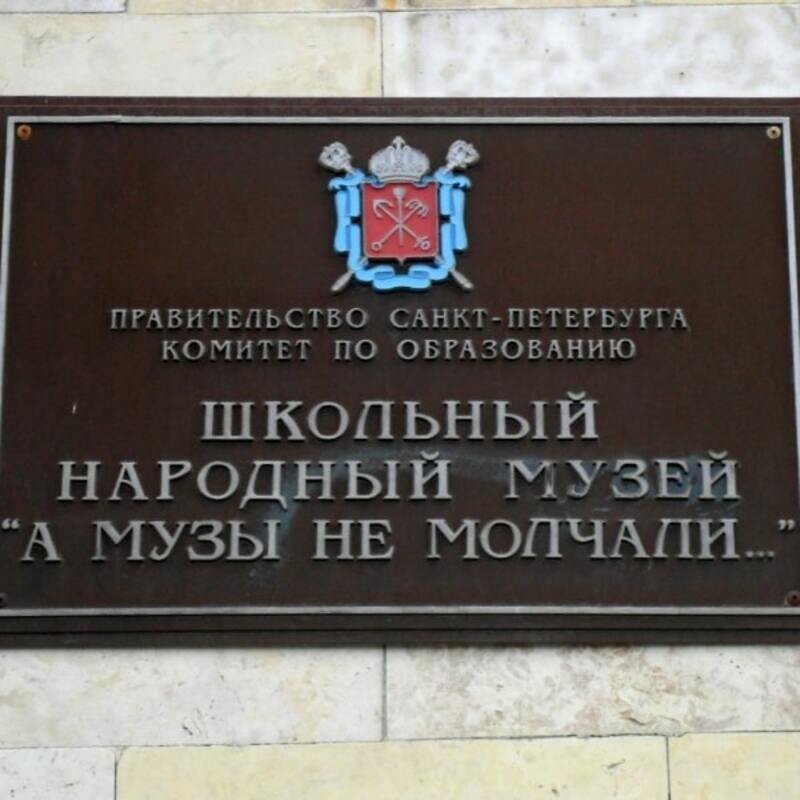 ПРАВИТЕЛЬСТВО САНКТ-ПЕТЕРБУРГА
КОМИТЕТ ПО ОБРАЗОВАНИЮ
ШКОЛЬНЫЙ
НАРОДНЫЙ МУЗЕЙ
“А МУЗЫ НЕ МОЛЧАЛИ...”